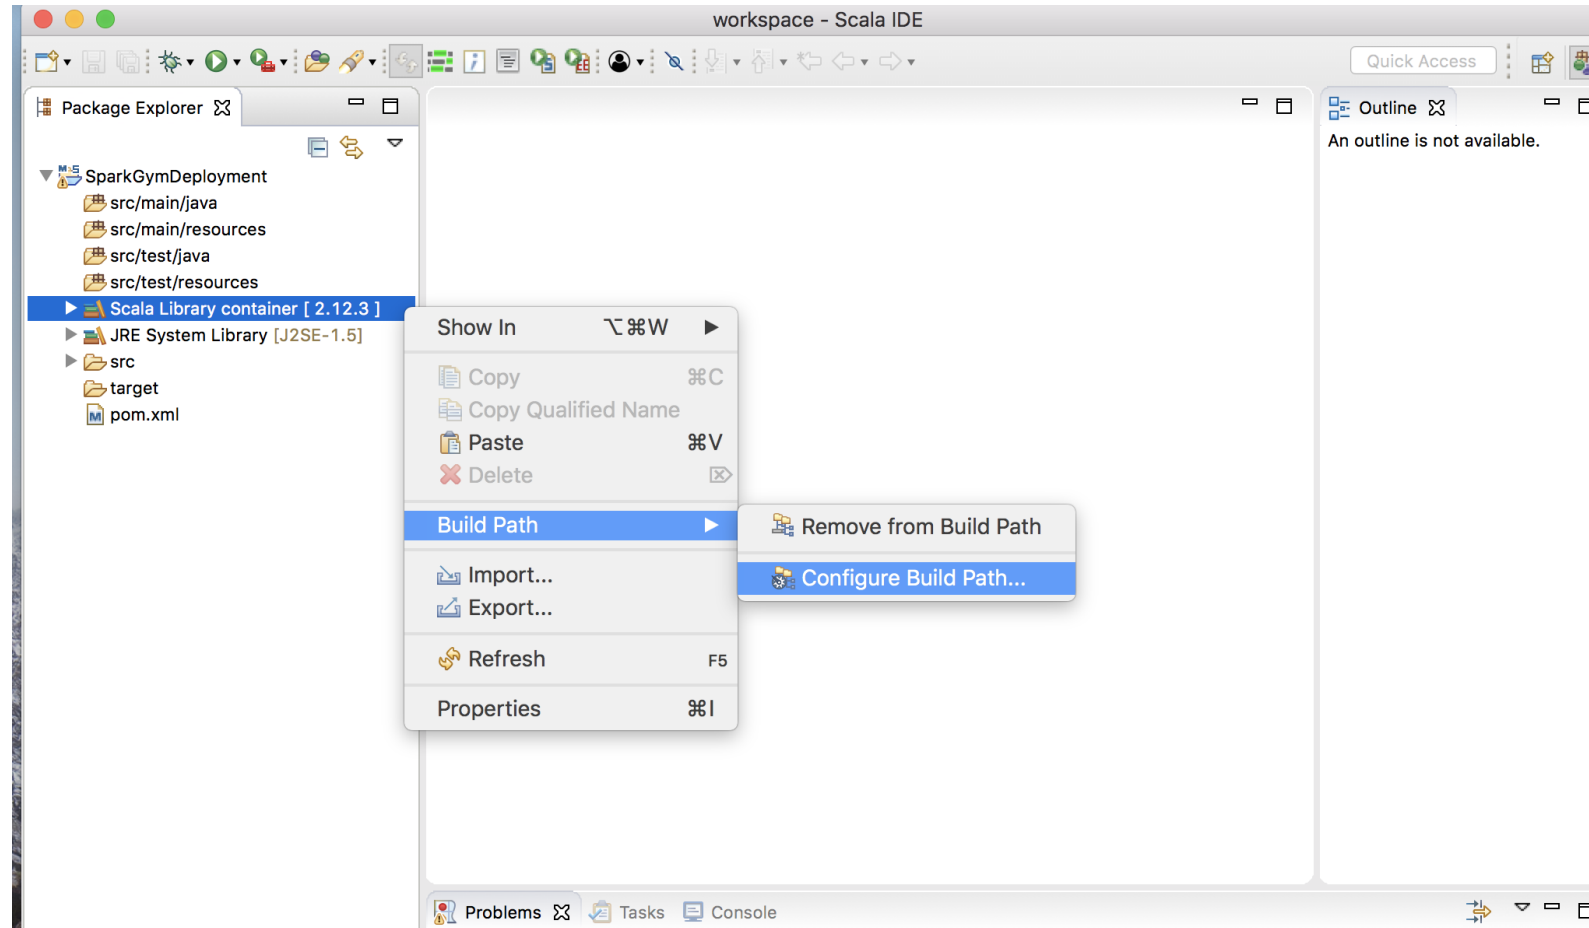 workspace - Scala IDE
Quick Access
Package Explorer
Outline
An outline is not available.
SparkGymDeployment
src/main/java
src/main/resources
src/test/java
src/test/resources
Scala Library container [ 2.12.3 ]
JRE System Library [J2SE-1.5]
src
target
pom.xml
Show In ⌥⌘W
Copy ⌘C
Copy Qualified Name
Paste ⌘V
Delete ⌦
Build Path
Remove from Build Path
Configure Build Path...
Import...
Export...
Refresh F5
Properties ⌘I
Problems
Tasks
Console